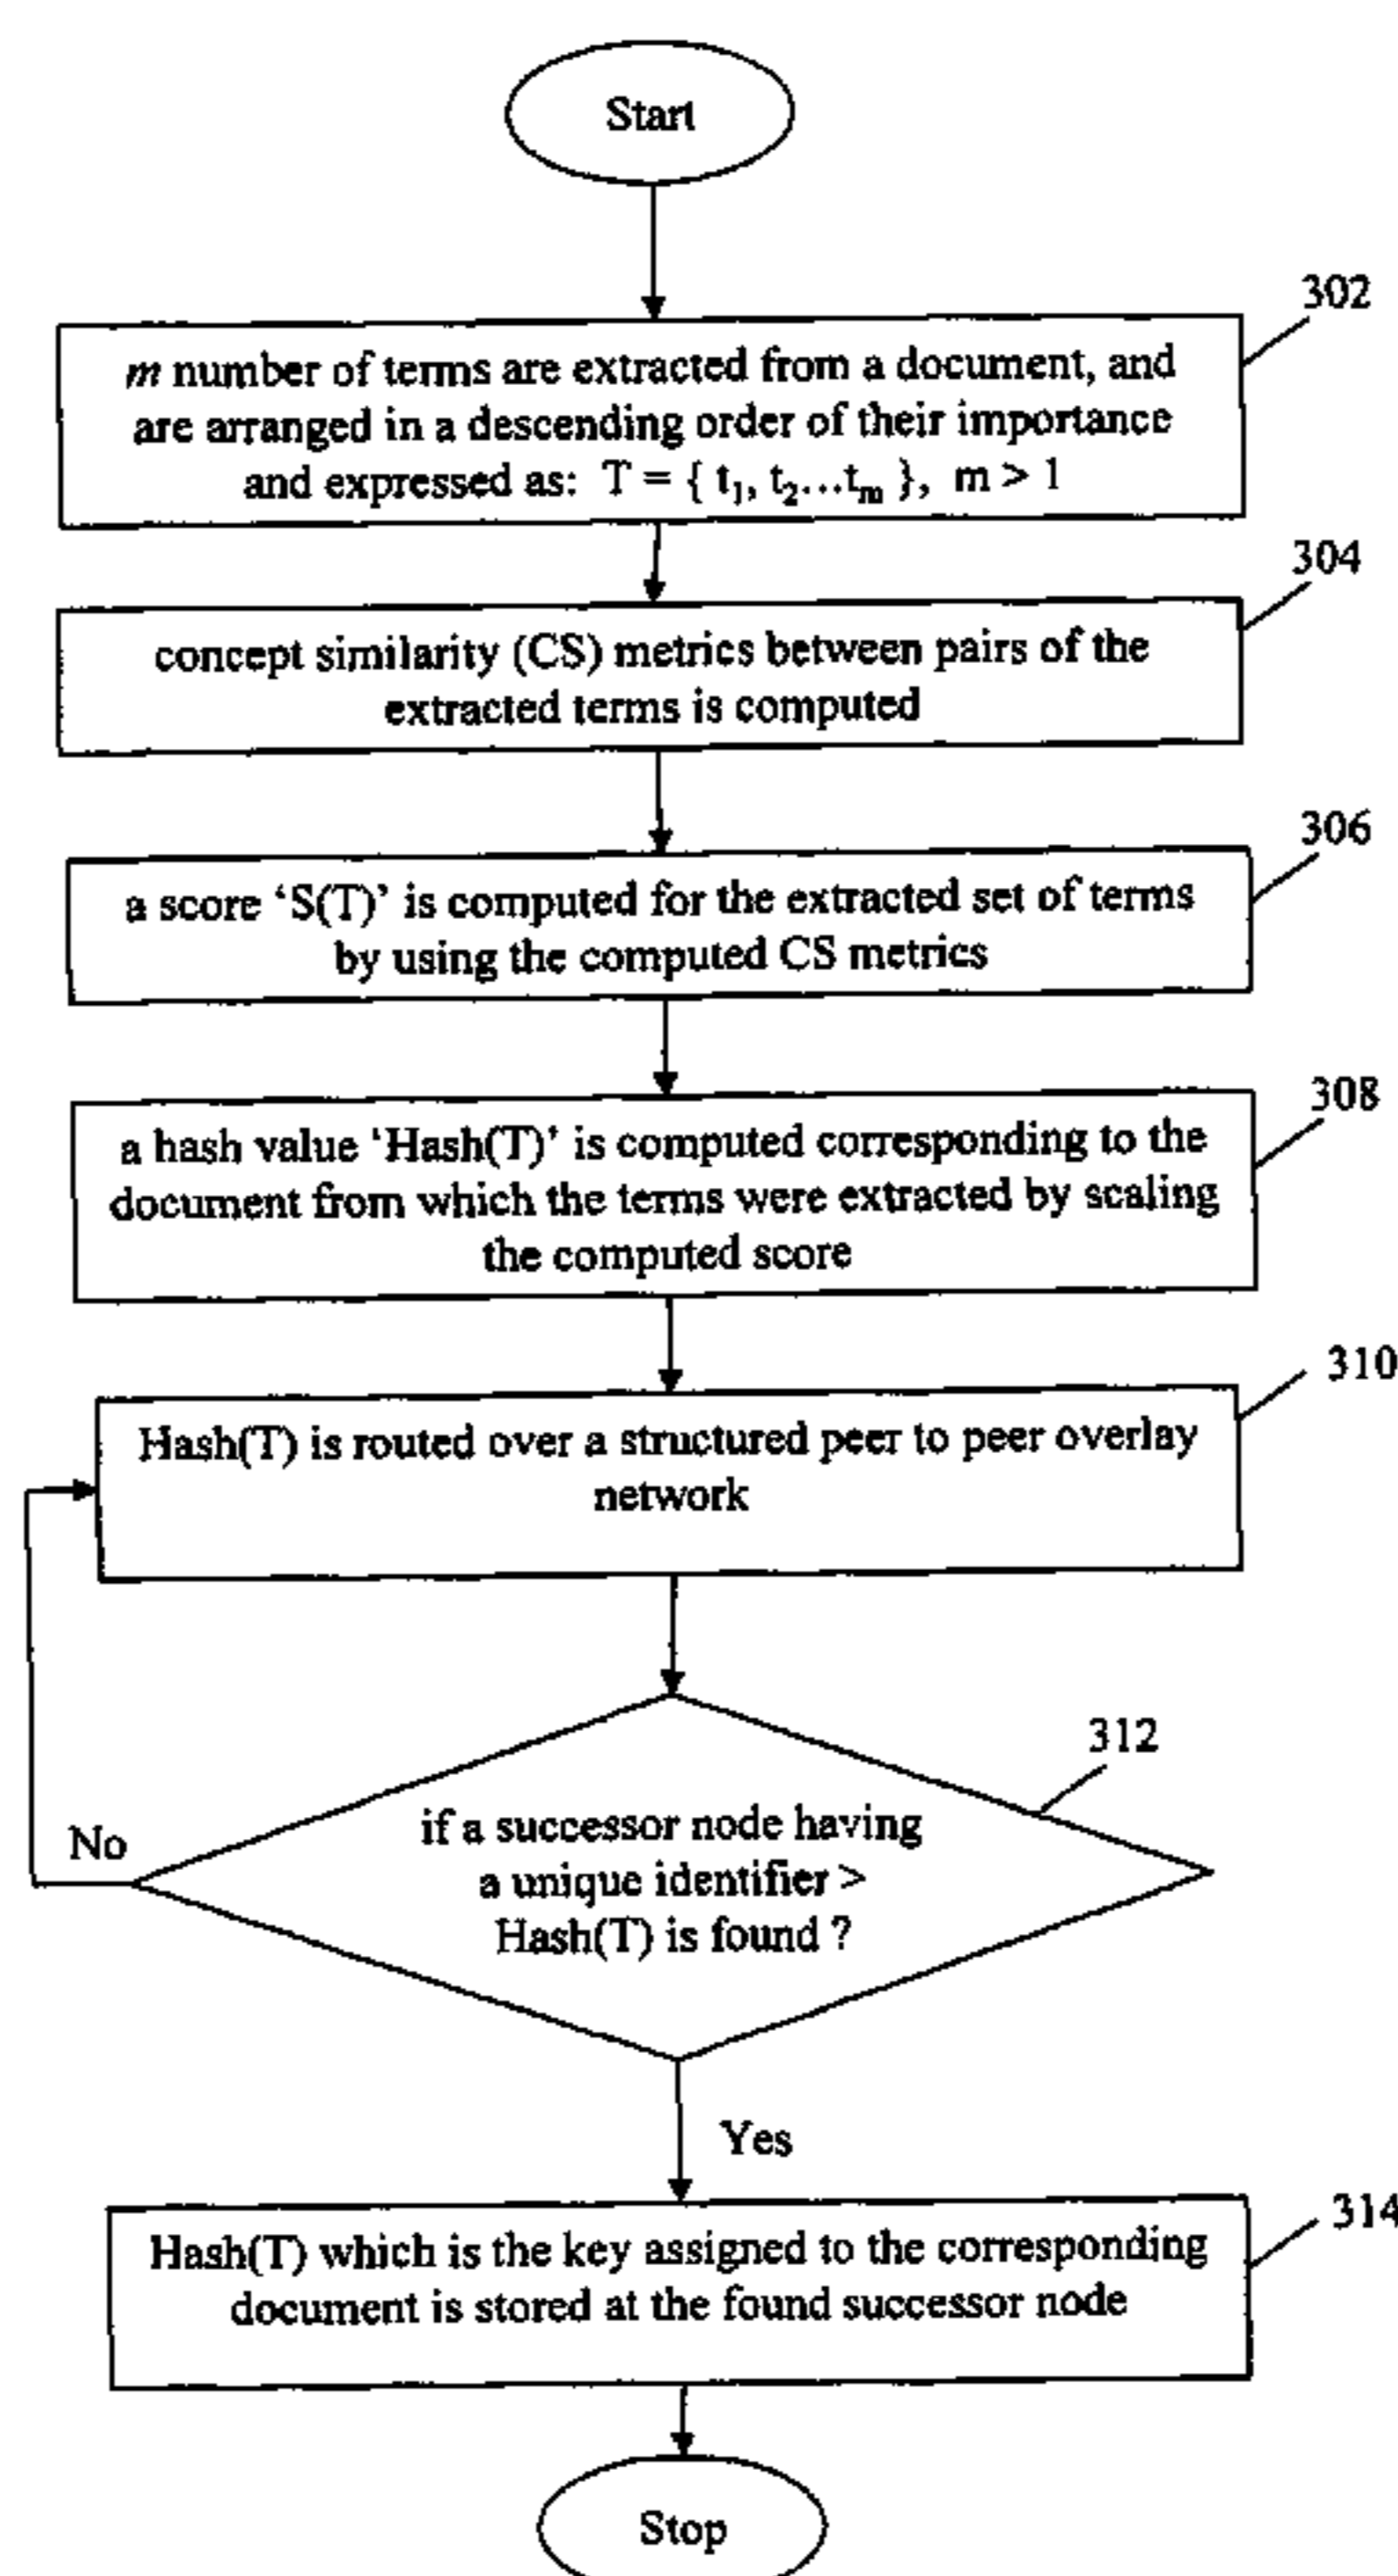 Start
302
m number of terms are extracted from a document, and
are arranged in a descending order of their importance
and expressed as: T = { t₁, t₂...tₘ }, m > 1
304
concept similarity (CS) metrics between pairs of the
extracted terms is computed
306
a score ‘S(T)’ is computed for the extracted set of terms
by using the computed CS metrics
308
a hash value ‘Hash(T)’ is computed corresponding to the
document from which the terms were extracted by scaling
the computed score
310
Hash(T) is routed over a structured peer to peer overlay
network
312
if a successor node having
a unique identifier >
Hash(T) is found ?
No
Yes
314
Hash(T) which is the key assigned to the corresponding
document is stored at the found successor node
Stop